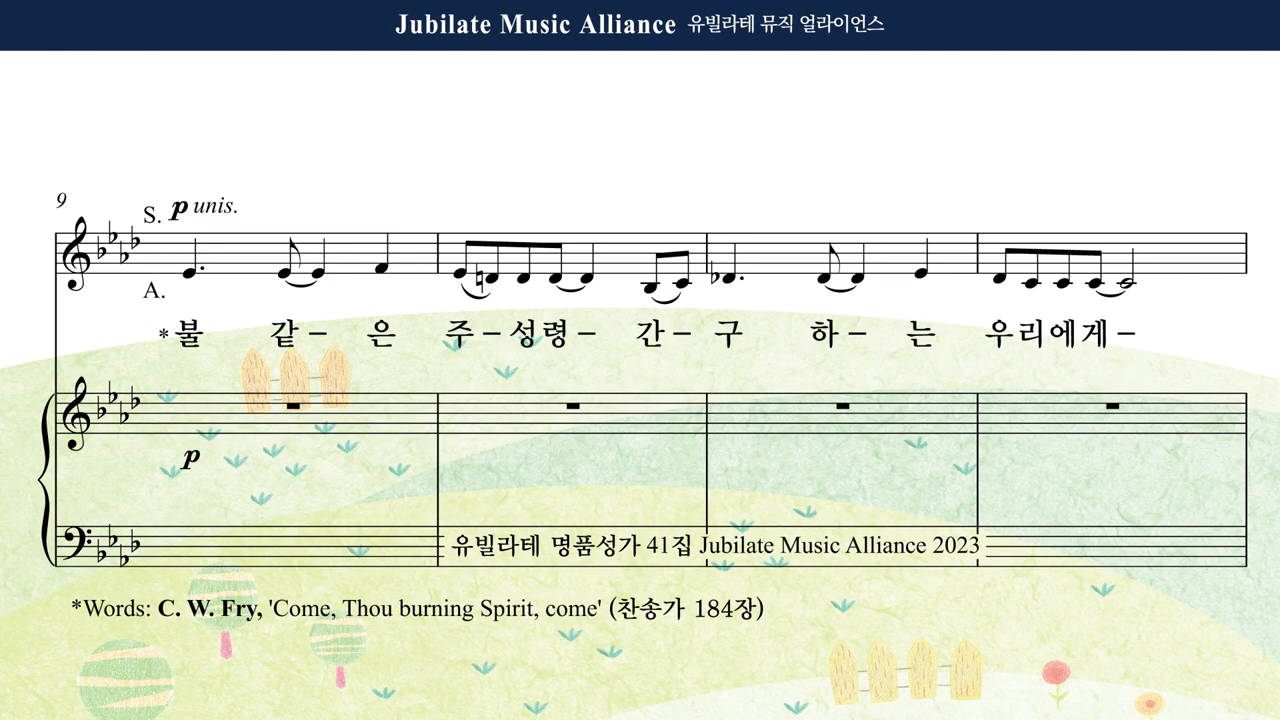 Jubilate Music Alliance 유빌라테 뮤직 얼라이언스
9
S. p unis.
A.
*불 같 – 은 주 – 성령 – 간 – 구 하 – 는 우리에게 –
p
유빌라테 명품성가 41집 Jubilate Music Alliance 2023
*Words: C. W. Fry, 'Come, Thou burning Spirit, come' (찬송가 184장)